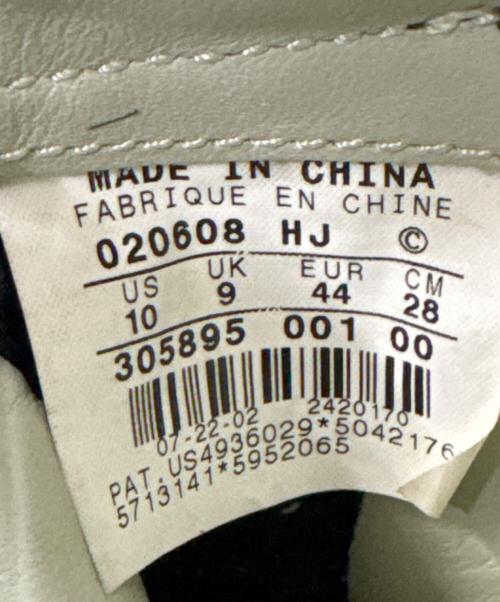 MADE IN CHINA
FABRIQUE EN CHINE
020608 HJ ©
US UK EUR CM
10 9 44 28
305895 001 00
07-22-02 2420170
PAT.US4936029*5042176
5713141*5952065